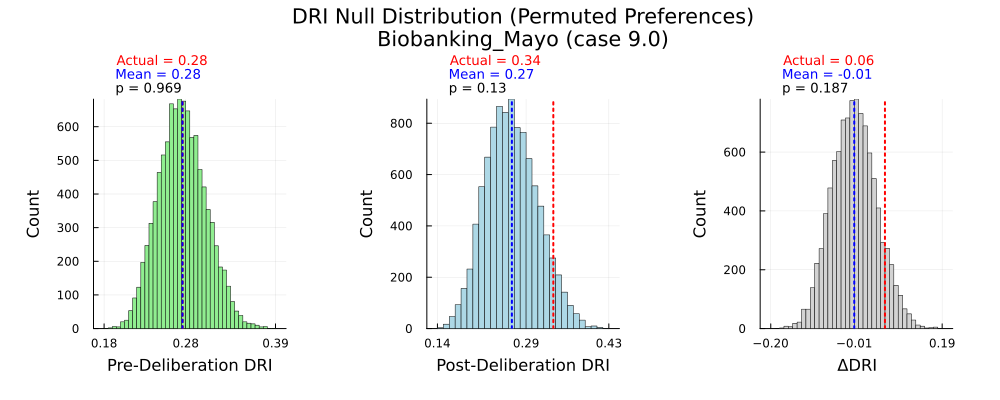 DRI Null Distribution (Permuted Preferences)
Biobanking_Mayo (case 9.0)
Actual = 0.28
Mean = 0.28
p = 0.969
Count
600
500
400
300
200
100
0
0.18
0.28
0.39
Pre-Deliberation DRI
Actual = 0.34
Mean = 0.27
p = 0.13
Count
800
600
400
200
0
0.14
0.29
0.43
Post-Deliberation DRI
Actual = 0.06
Mean = -0.01
p = 0.187
Count
600
400
200
0
−0.20
−0.01
0.19
ΔDRI